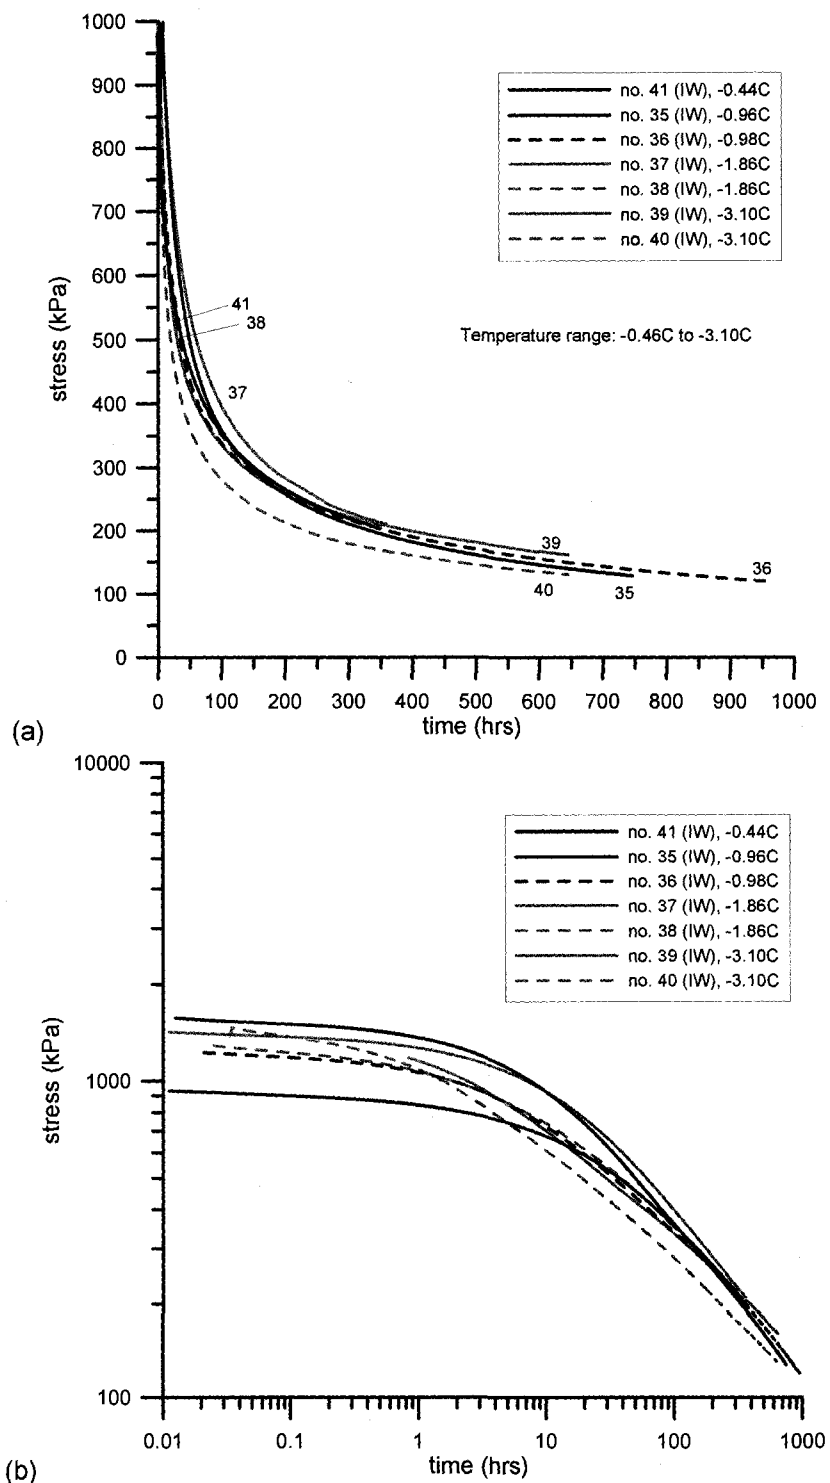 1000
900
800
700
600
500
400
300
200
100
0
stress (kPa)
no. 41 (IW), -0.44C
no. 35 (IW), -0.96C
no. 36 (IW), -0.98C
no. 37 (IW), -1.86C
no. 38 (IW), -1.86C
no. 39 (IW), -3.10C
no. 40 (IW), -3.10C
Temperature range: -0.46C to -3.10C
41
38
37
39
40
35
36
0 100 200 300 400 500 600 700 800 900 1000
time (hrs)
(a)
10000
1000
100
stress (kPa)
no. 41 (IW), -0.44C
no. 35 (IW), -0.96C
no. 36 (IW), -0.98C
no. 37 (IW), -1.86C
no. 38 (IW), -1.86C
no. 39 (IW), -3.10C
no. 40 (IW), -3.10C
0.01 0.1 1 10 100 1000
time (hrs)
(b)